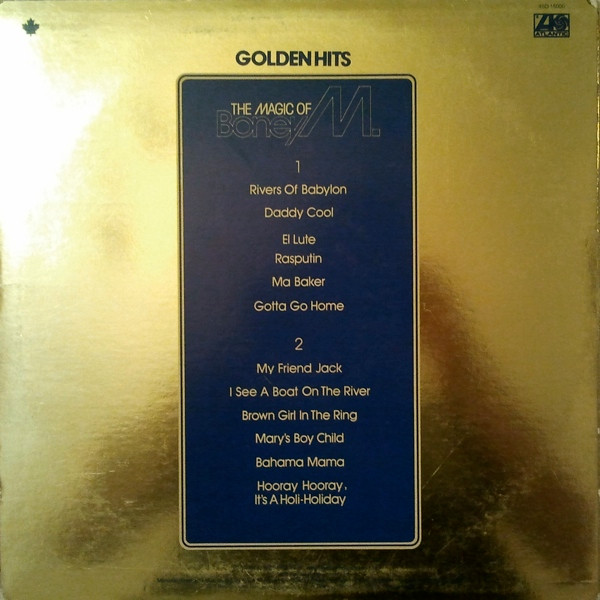 ATLANTIC
GOLDEN HITS
THE MAGIC OF
Boney M.
1
Rivers Of Babylon
Daddy Cool
El Lute
Rasputin
Ma Baker
Gotta Go Home
2
My Friend Jack
I See A Boat On The River
Brown Girl In The Ring
Mary's Boy Child
Bahama Mama
Hooray Hooray,
It's A Holi-Holiday